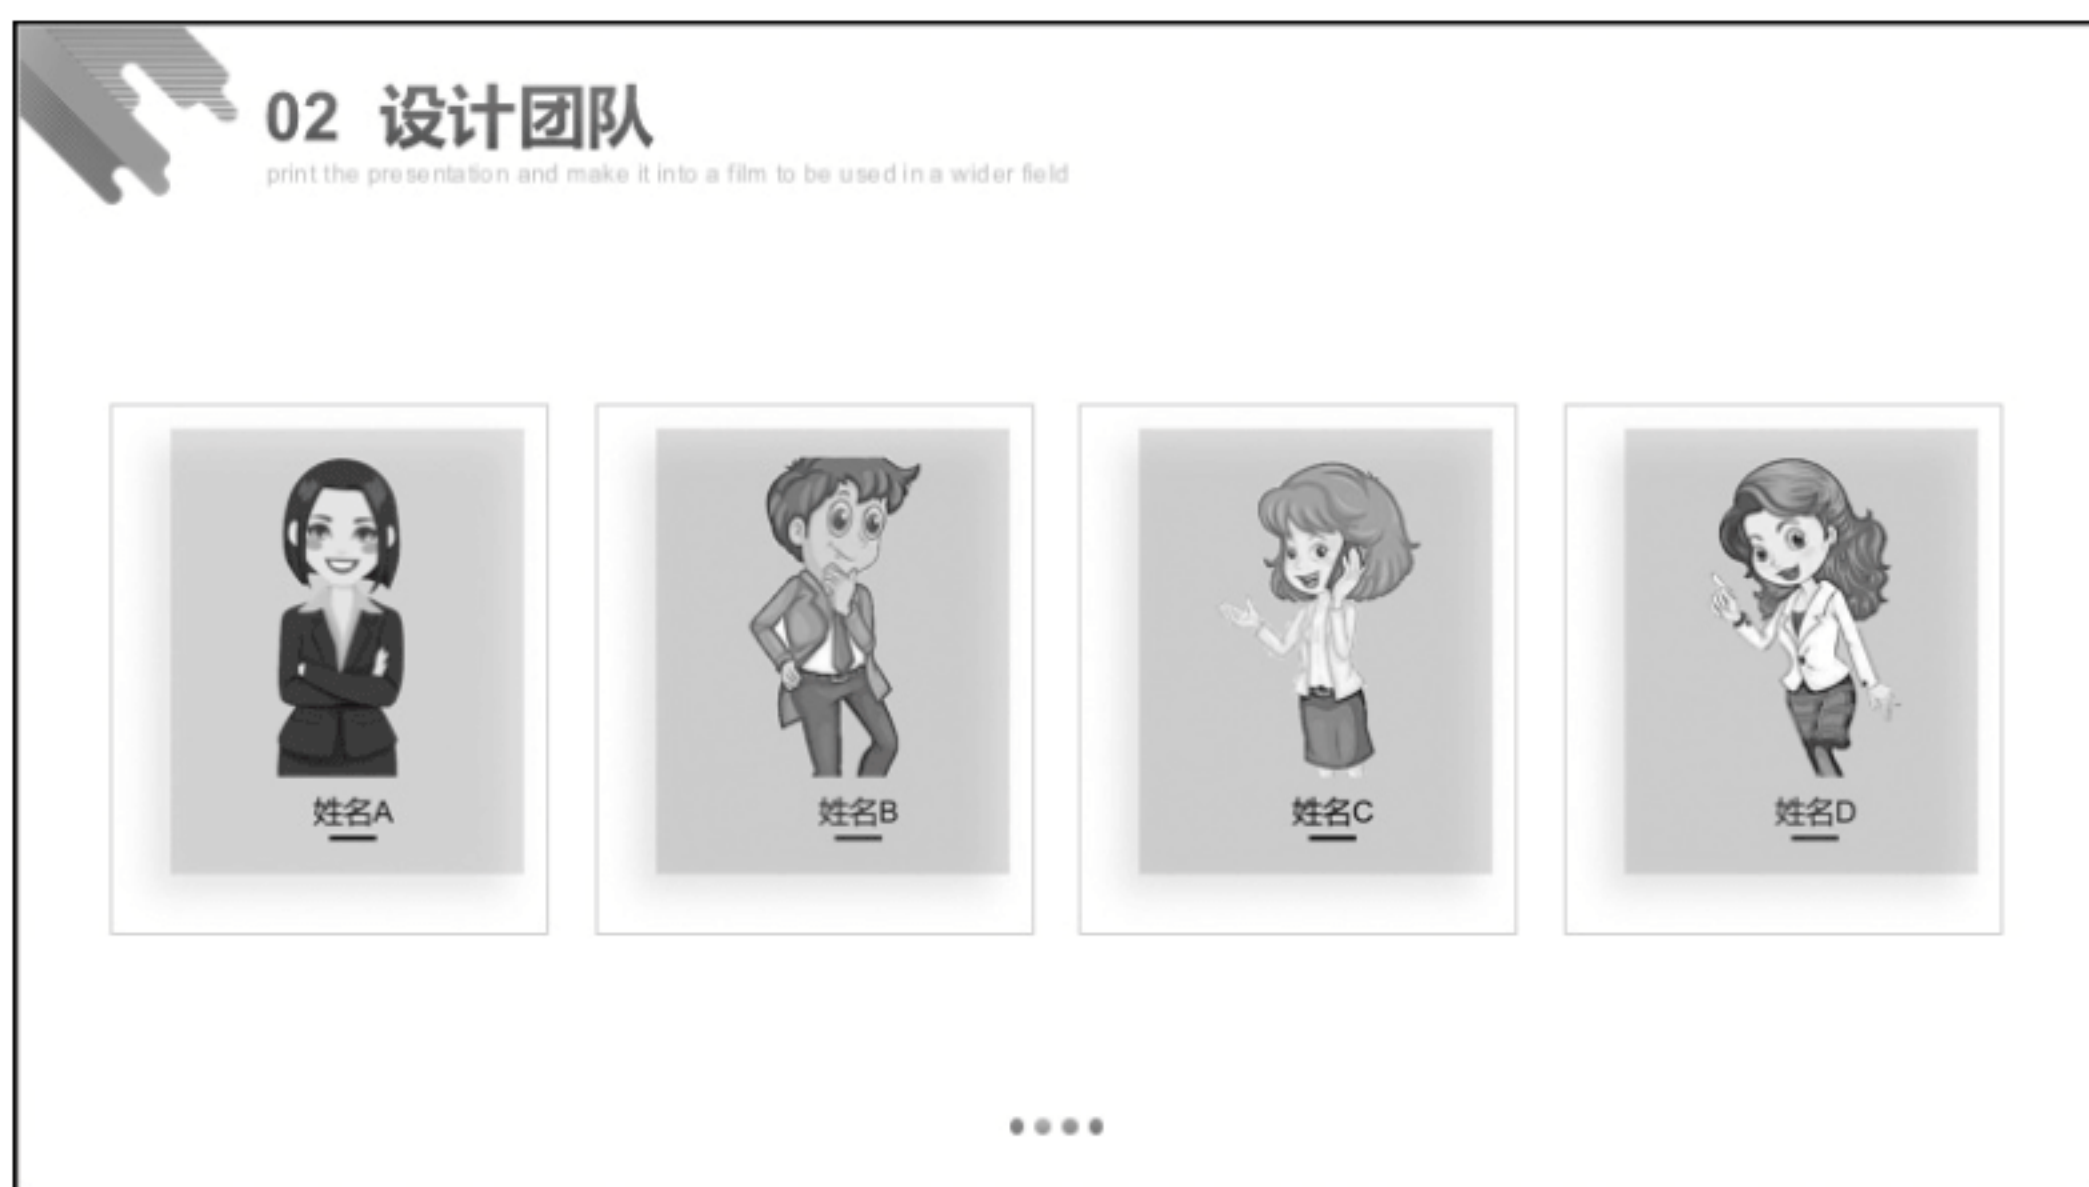 02 设计团队
print the presentation and make it into a film to be used in a wider field
姓名A
姓名B
姓名C
姓名D